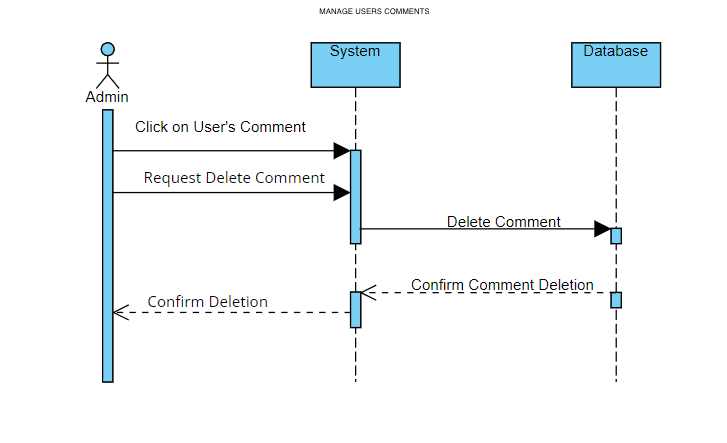 MANAGE USERS COMMENTS
System
Database
Admin
Click on User's Comment
Request Delete Comment
Delete Comment
Confirm Comment Deletion
Confirm Deletion